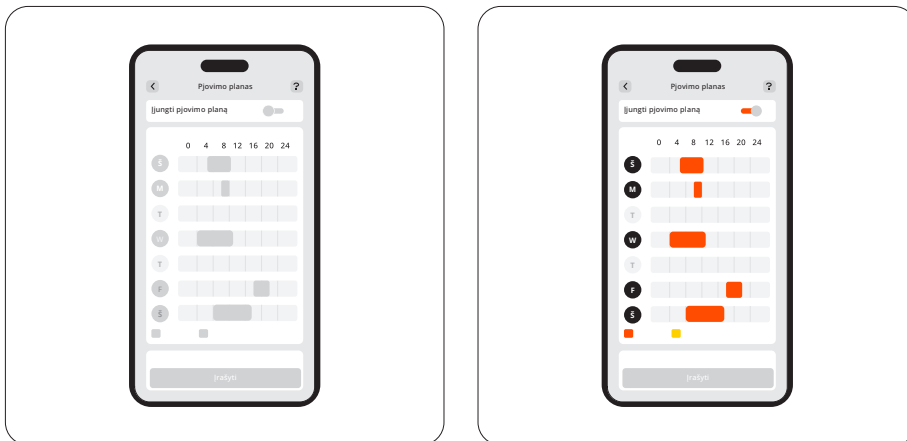 Pjovimo planas ?
Įjungti pjovimo planą
0 4 8 12 16 20 24
Š
M
T
W
T
F
Š
Įrašyti
Pjovimo planas ?
Įjungti pjovimo planą
0 4 8 12 16 20 24
Š
M
T
W
T
F
Š
Įrašyti